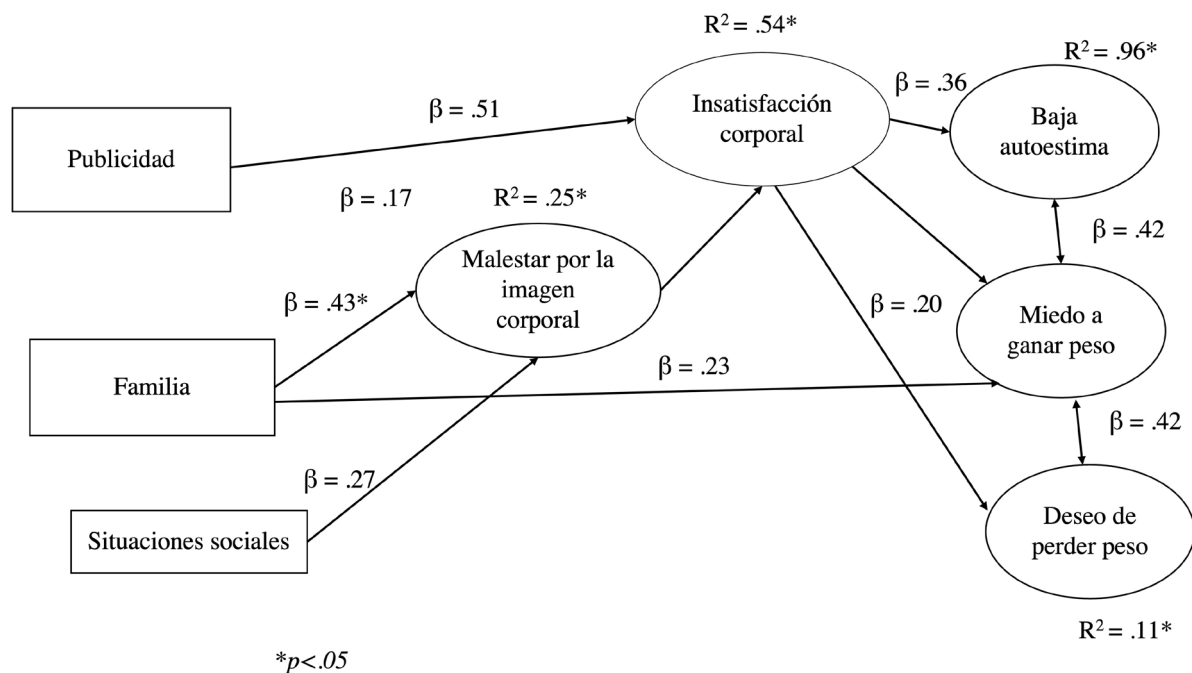 R² = .54*
R² = .96*
β = .36
Insatisfacción
corporal
Baja
autoestima
β = .51
Publicidad
β = .17
R² = .25*
β = .42
Malestar por la
imagen
corporal
β = .43*
β = .20
Miedo a
ganar peso
Familia
β = .23
β = .42
β = .27
Situaciones sociales
Deseo de
perder peso
R² = .11*
*p<.05